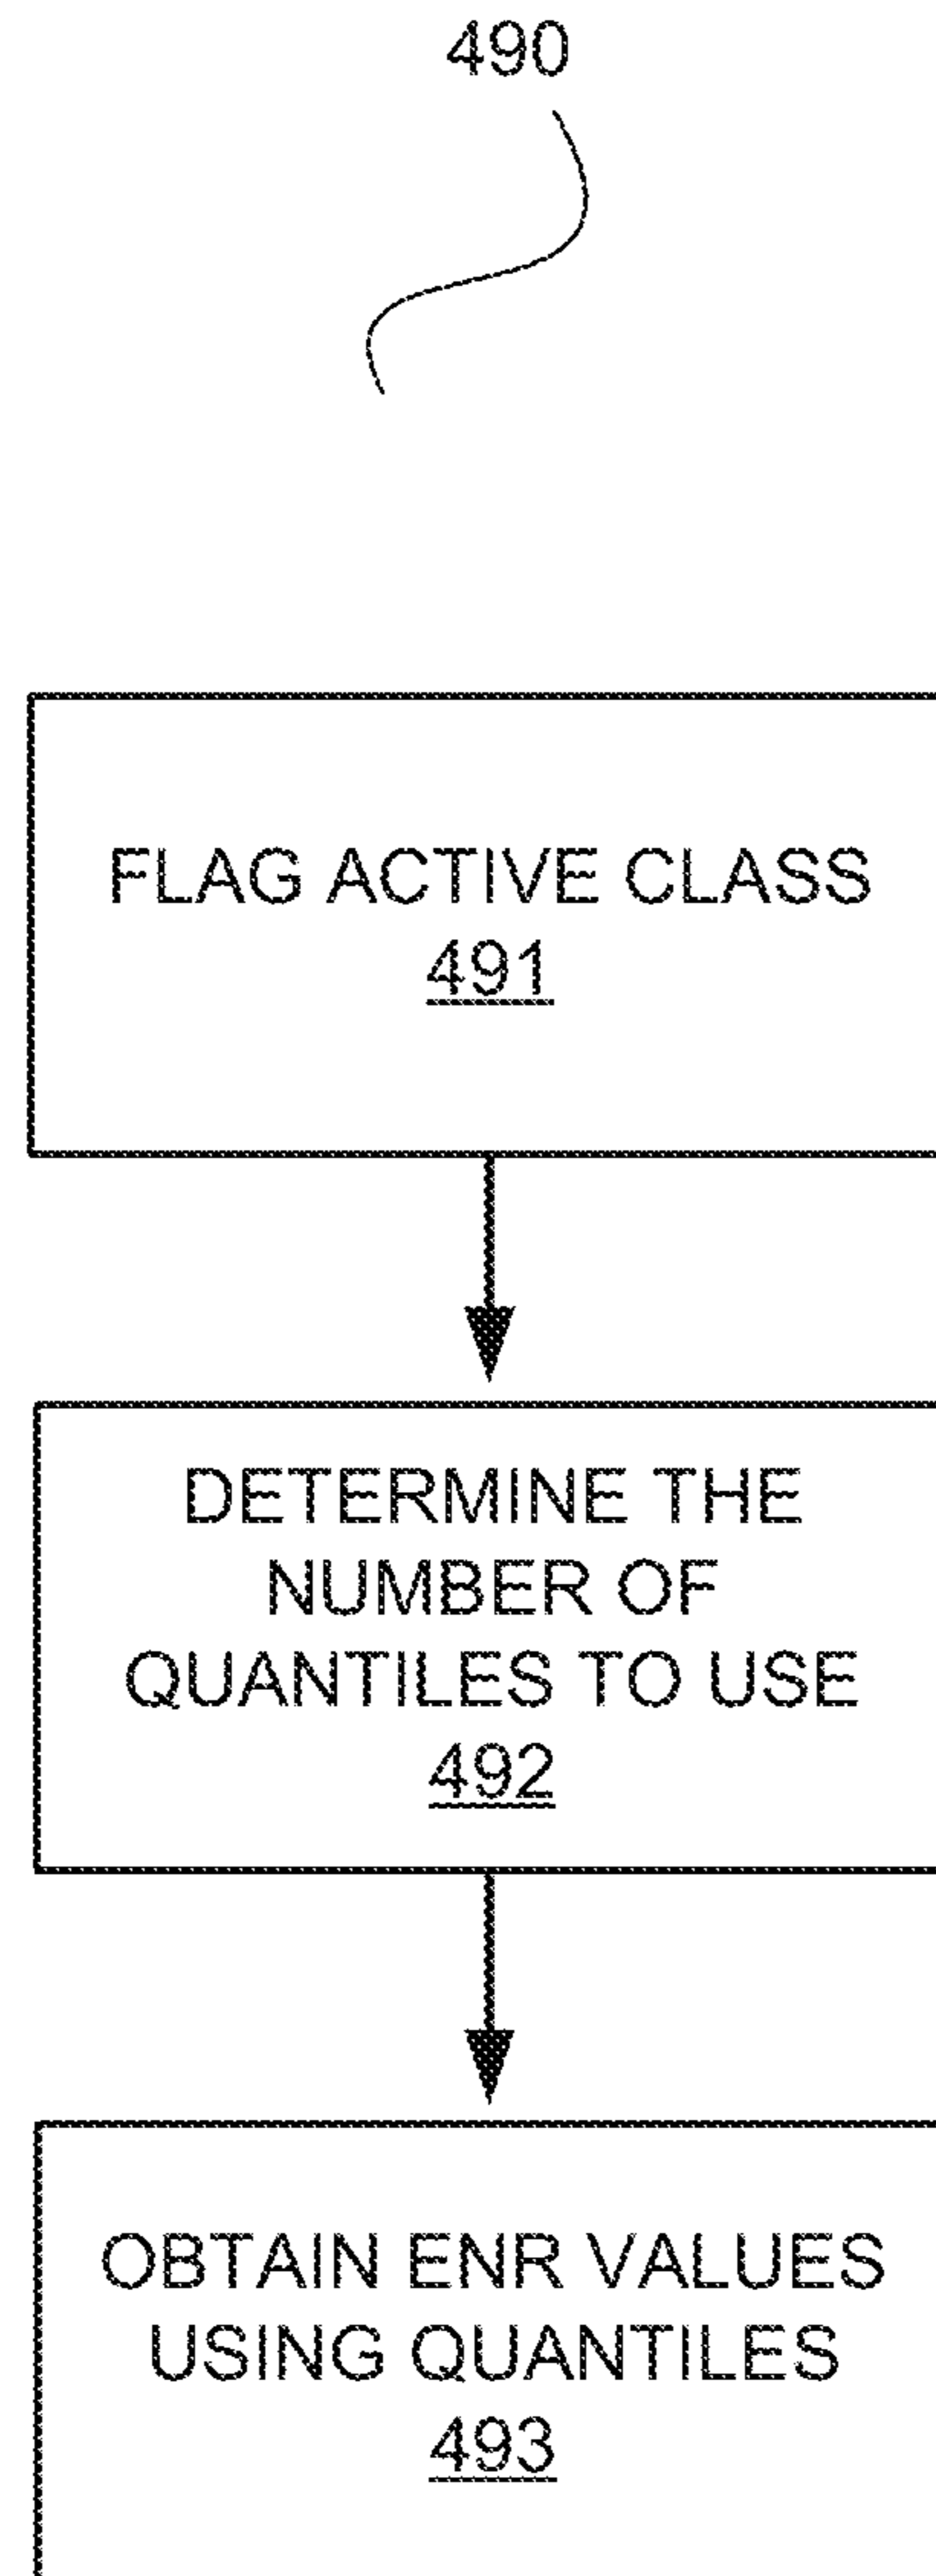 490
FLAG ACTIVE CLASS
491
DETERMINE THE
NUMBER OF
QUANTILES TO USE
492
OBTAIN ENR VALUES
USING QUANTILES
493